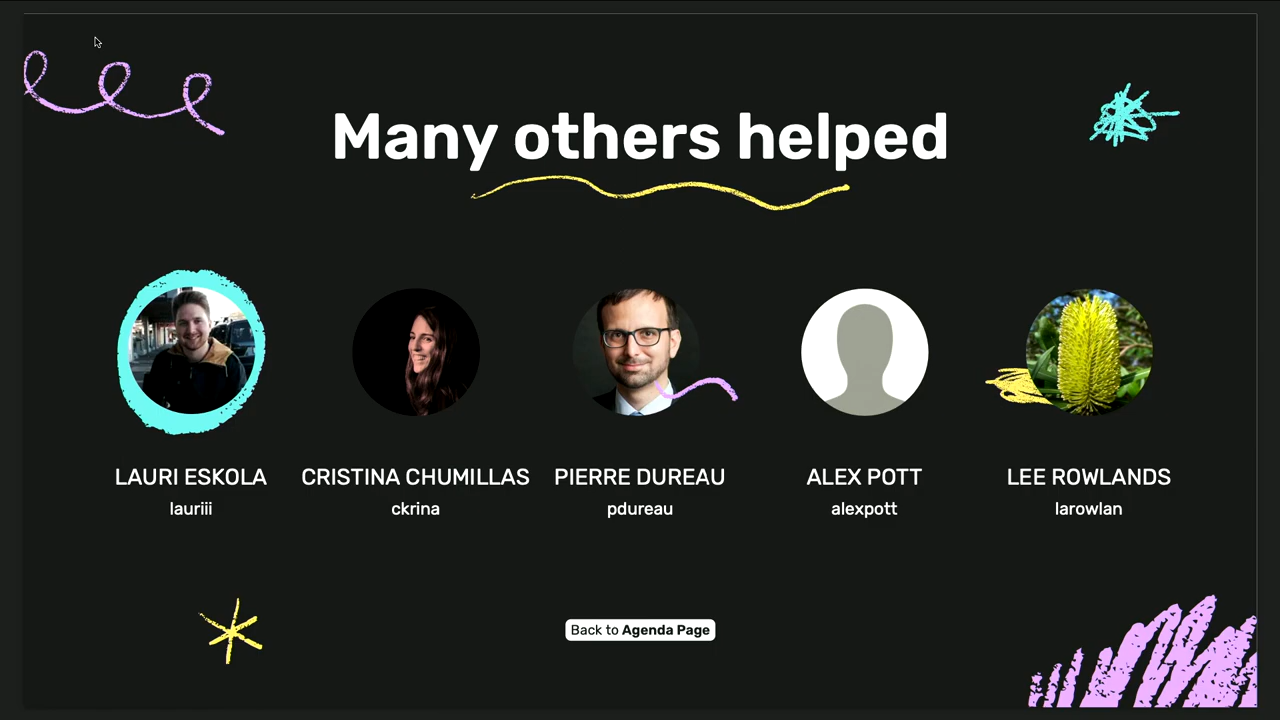 Many others helped
LAURI ESKOLA
lauriii
CRISTINA CHUMILLAS
ckrina
PIERRE DUREAU
pdureau
ALEX POTT
alexpott
LEE ROWLANDS
larowlan
Back to Agenda Page